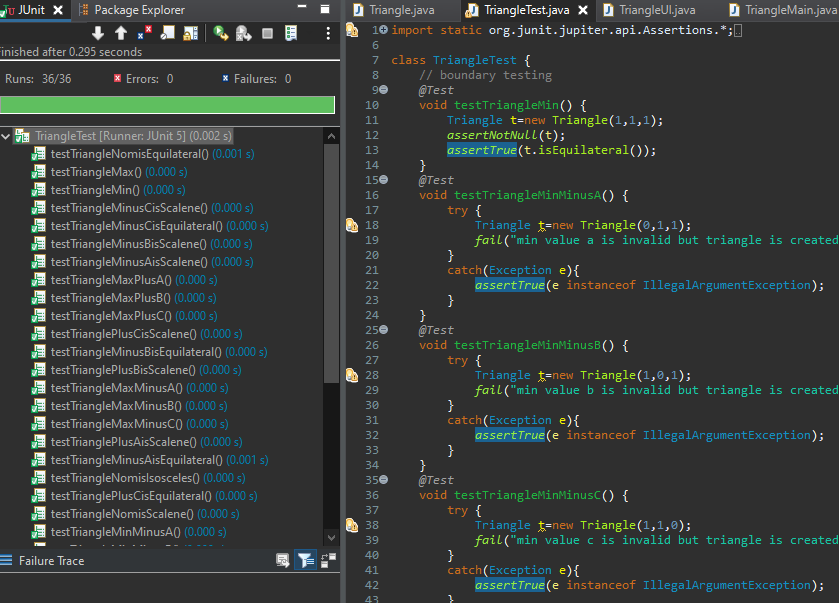 JUnit
Package Explorer
Finished after 0.295 seconds
Runs: 36/36
Errors: 0
Failures: 0
TriangleTest [Runner: JUnit 5] (0.002 s)
testTriangleNomisEquilateral() (0.001 s)
testTriangleMax() (0.000 s)
testTriangleMin() (0.000 s)
testTriangleMinusCisScalene() (0.000 s)
testTriangleMinusCisEquilateral() (0.000 s)
testTriangleMinusBisScalene() (0.000 s)
testTriangleMinusAisScalene() (0.000 s)
testTriangleMaxPlusA() (0.000 s)
testTriangleMaxPlusB() (0.000 s)
testTriangleMaxPlusC() (0.000 s)
testTrianglePlusCisScalene() (0.000 s)
testTriangleMinusBisEquilateral() (0.000 s)
testTrianglePlusBisScalene() (0.000 s)
testTriangleMaxMinusA() (0.000 s)
testTriangleMaxMinusB() (0.000 s)
testTriangleMaxMinusC() (0.000 s)
testTrianglePlusAisScalene() (0.000 s)
testTriangleMinusAisEquilateral() (0.001 s)
testTriangleNomisIsosceles() (0.000 s)
testTrianglePlusCisEquilateral() (0.000 s)
testTriangleNomisScalene() (0.000 s)
testTriangleMinMinusA() (0.000 s)
Failure Trace
Triangle.java
TriangleTest.java
TriangleUI.java
TriangleMain.java
1 import static org.junit.jupiter.api.Assertions.*;
6
7 class TriangleTest {
8 // boundary testing
9 @Test
10 void testTriangleMin() {
11 Triangle t=new Triangle(1,1,1);
12 assertNotNull(t);
13 assertTrue(t.isEquilateral());
14 }
15 @Test
16 void testTriangleMinMinusA() {
17 try {
18 Triangle t=new Triangle(0,1,1);
19 fail("min value a is invalid but triangle is created
20 }
21 catch(Exception e){
22 assertTrue(e instanceof IllegalArgumentException);
23 }
24 }
25 @Test
26 void testTriangleMinMinusB() {
27 try {
28 Triangle t=new Triangle(1,0,1);
29 fail("min value b is invalid but triangle is created
30 }
31 catch(Exception e){
32 assertTrue(e instanceof IllegalArgumentException);
33 }
34 }
35 @Test
36 void testTriangleMinMinusC() {
37 try {
38 Triangle t=new Triangle(1,1,0);
39 fail("min value c is invalid but triangle is created
40 }
41 catch(Exception e){
42 assertTrue(e instanceof IllegalArgumentException);
43 }